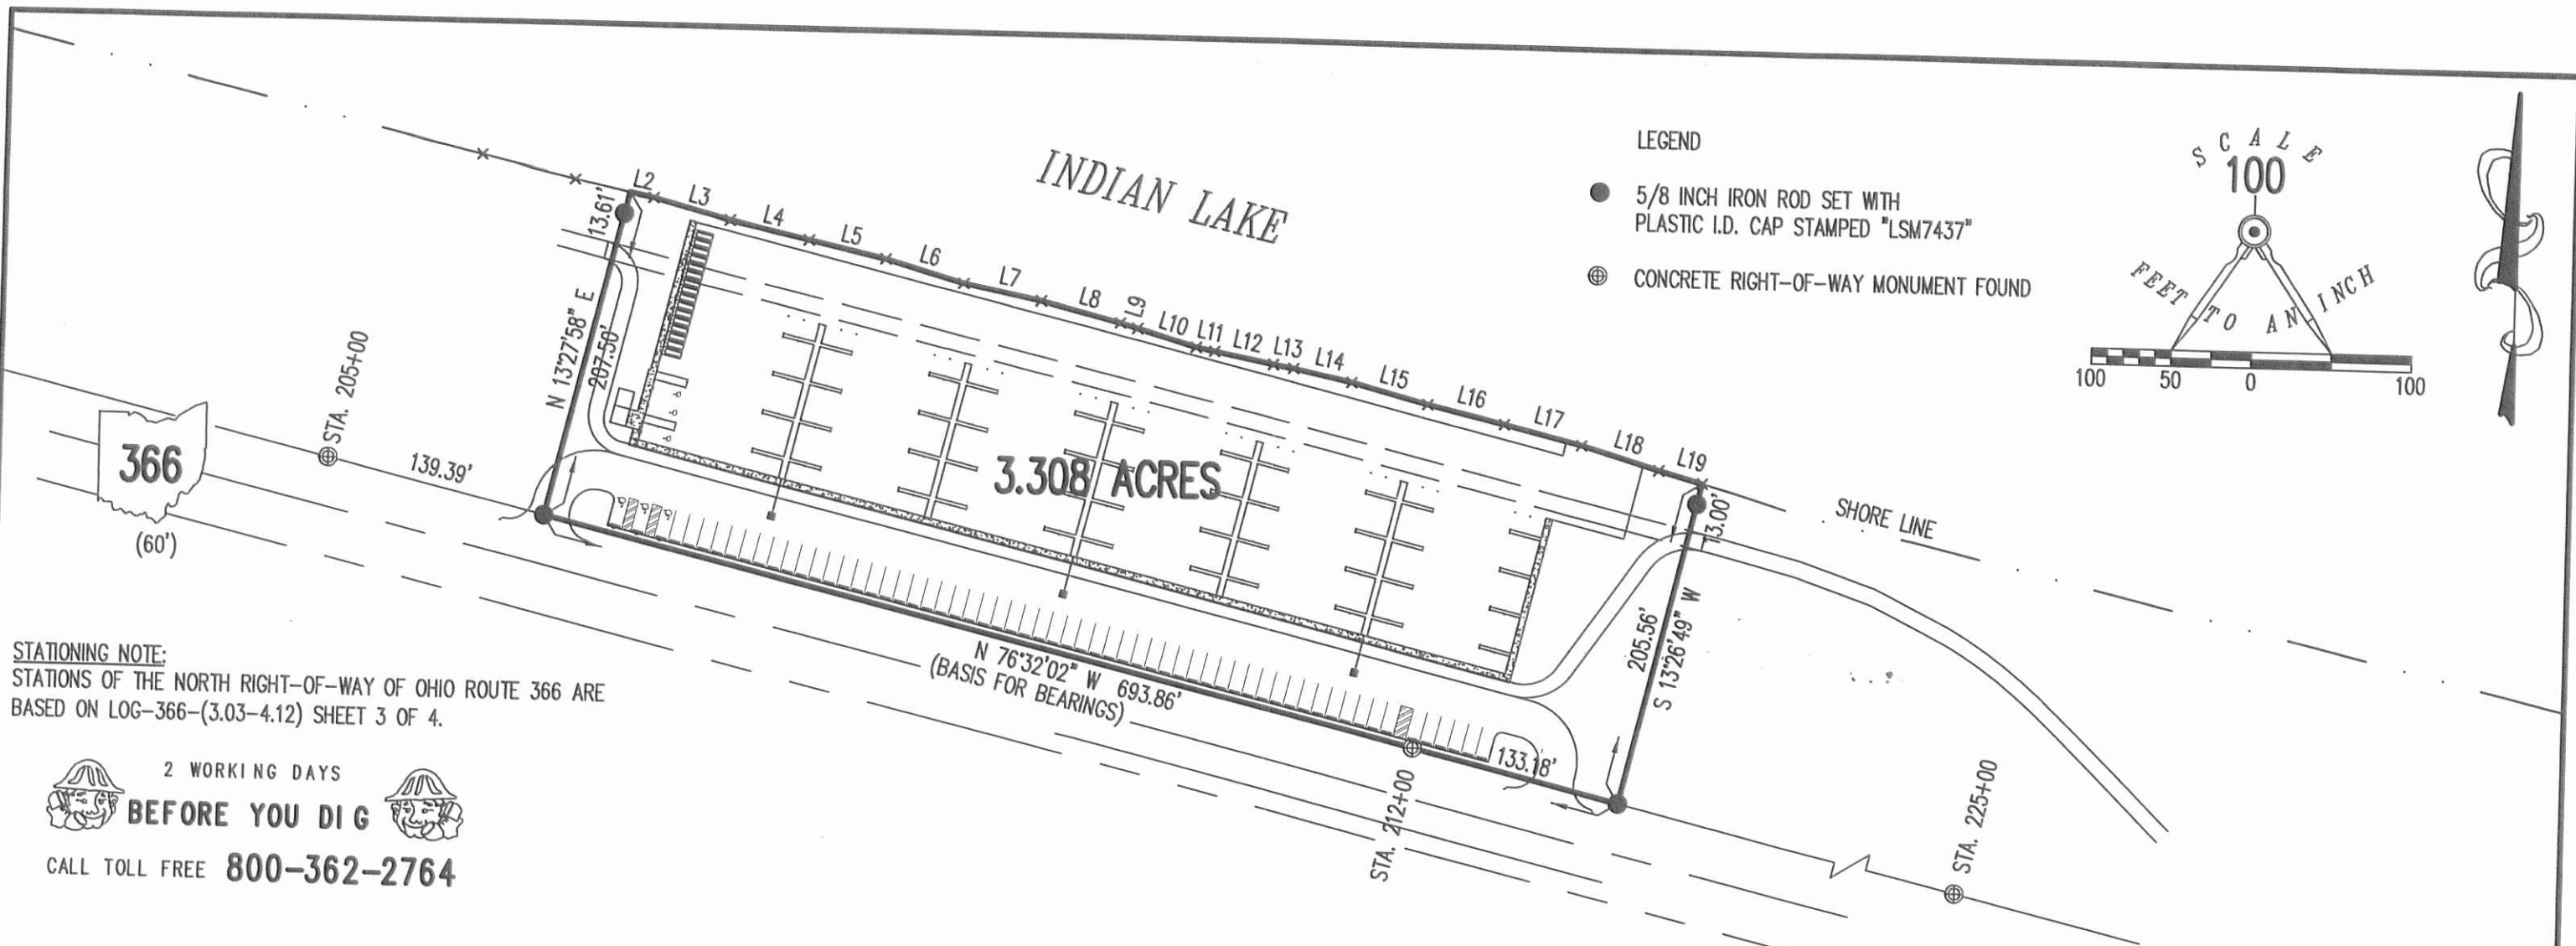 INDIAN LAKE
LEGEND
5/8 INCH IRON ROD SET WITH
PLASTIC I.D. CAP STAMPED "LSM7437"
CONCRETE RIGHT-OF-WAY MONUMENT FOUND
SCALE
100
FEET TO AN INCH
100 50 0 100
L2
L3
L4
L5
L6
L7
L8
L9
L10
L11
L12
L13
L14
L15
L16
L17
L18
L19
13.61'
N 13°27'58" E
207.50'
STA. 205+00
139.39'
366
(60')
3.308 ACRES
SHORE LINE
13.00'
205.56'
S 13°26'49" W
N 76°32'02" W 693.86'
(BASIS FOR BEARINGS)
133.18'
STA. 212+00
STA. 225+00
STATIONING NOTE:
STATIONS OF THE NORTH RIGHT-OF-WAY OF OHIO ROUTE 366 ARE
BASED ON LOG-366-(3.03-4.12) SHEET 3 OF 4.
2 WORKING DAYS
BEFORE YOU DIG
CALL TOLL FREE 800-362-2764